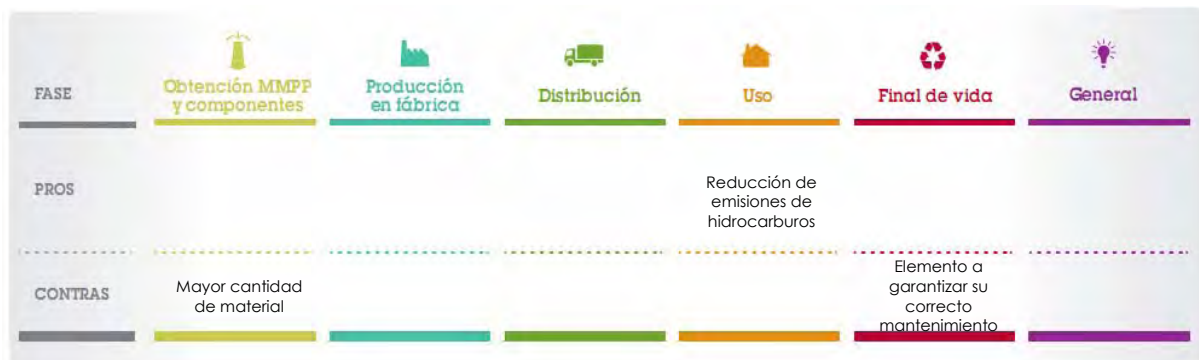 FASE
Obtención MMPP
y componentes
Producción
en fábrica
Distribución
Uso
Final de vida
General
PROS
Reducción de
emisiones de
hidrocarburos
CONTRAS
Mayor cantidad
de material
Elemento a
garantizar su
correcto
mantenimiento